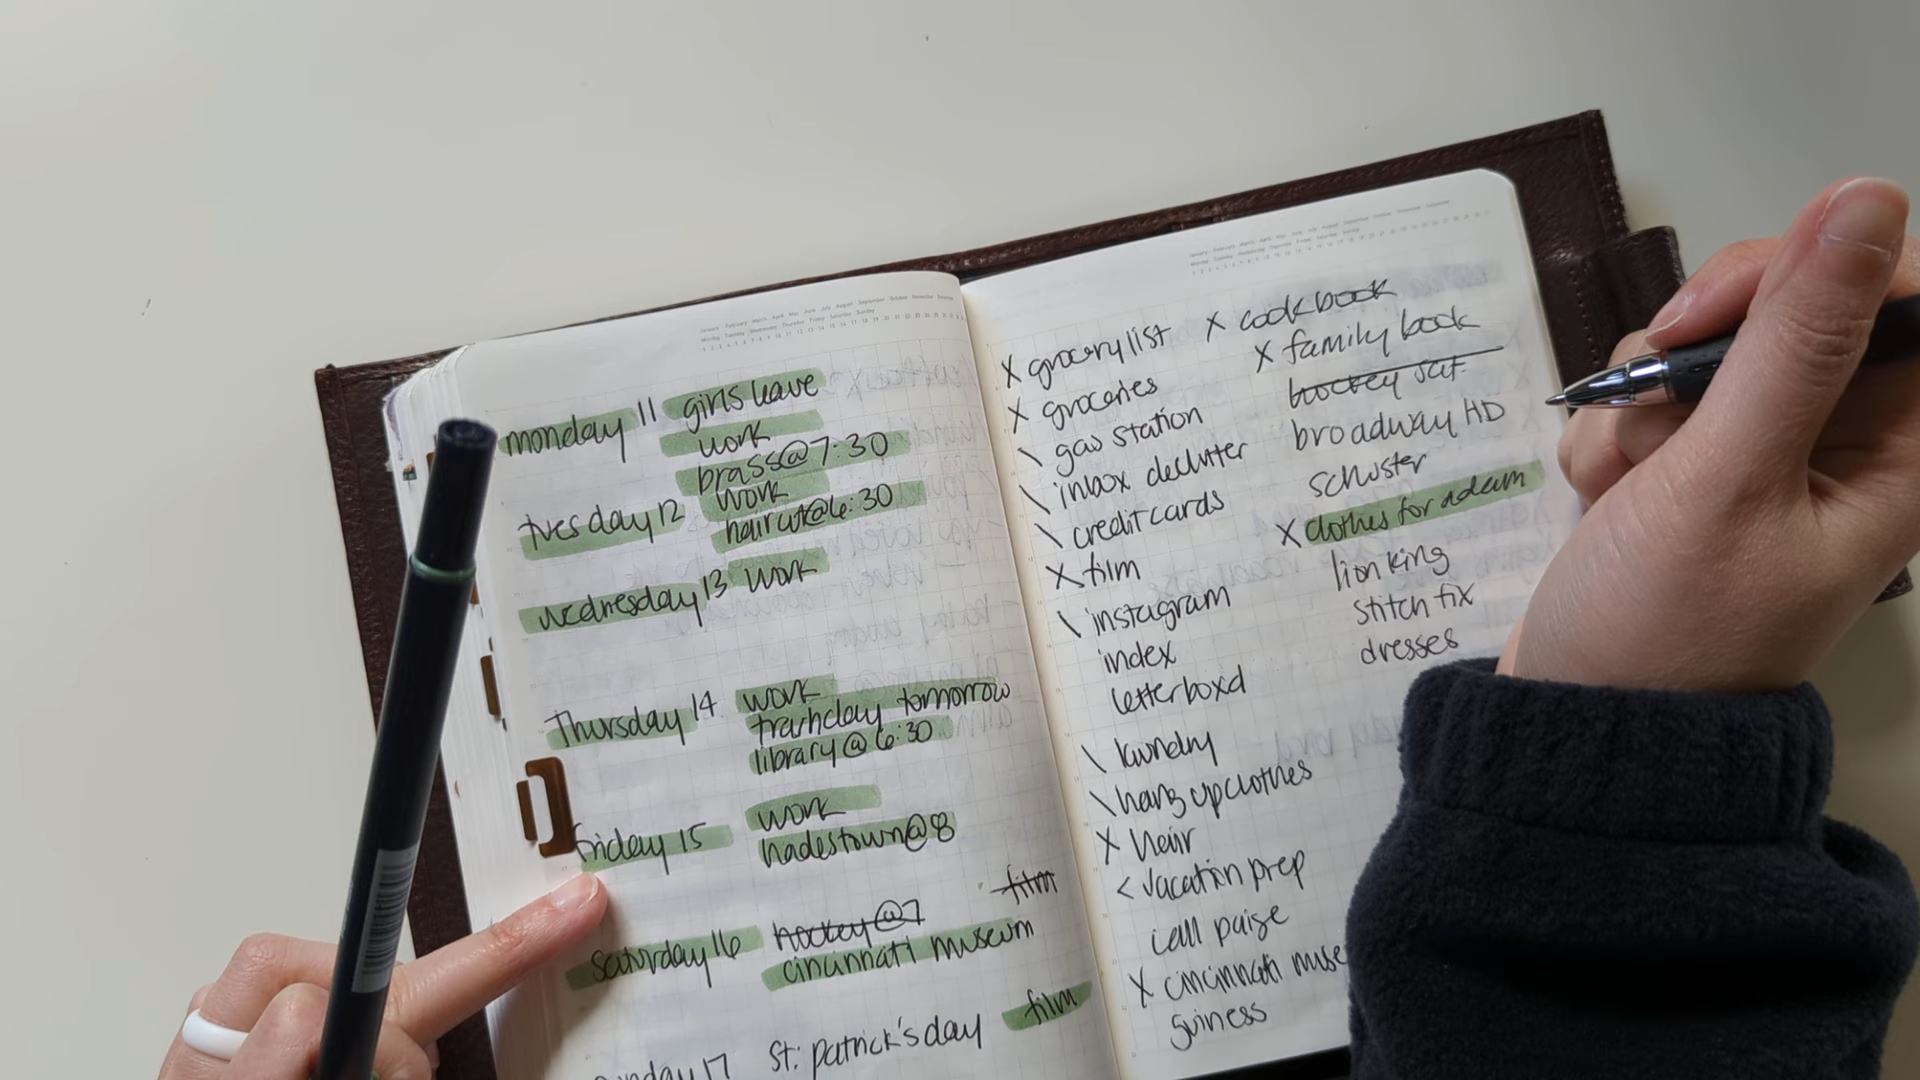 monday 11 girls leave
work
brass@7:30
tuesday 12 work
haircut@6:30
wednesday 13 work
Thursday 14 work
trashday tomorrow
library@6:30
friday 15 work
hadestown@8
film
saturday 16 hockey@7
cincinnati museum
film
17 St. patrick's day
X grocery list
X groceries
\ gas station
\ inbox declutter
\ credit cards
X film
\ instagram
index
letterboxd
\ laundry
\ hang up clothes
X hair
< vacation prep
call paige
X cincinnati muse
guiness
X cookbook
X family book
hockey sat
broadway HD
schuster
X clothes for adam
lion king
stitch fix
dresses